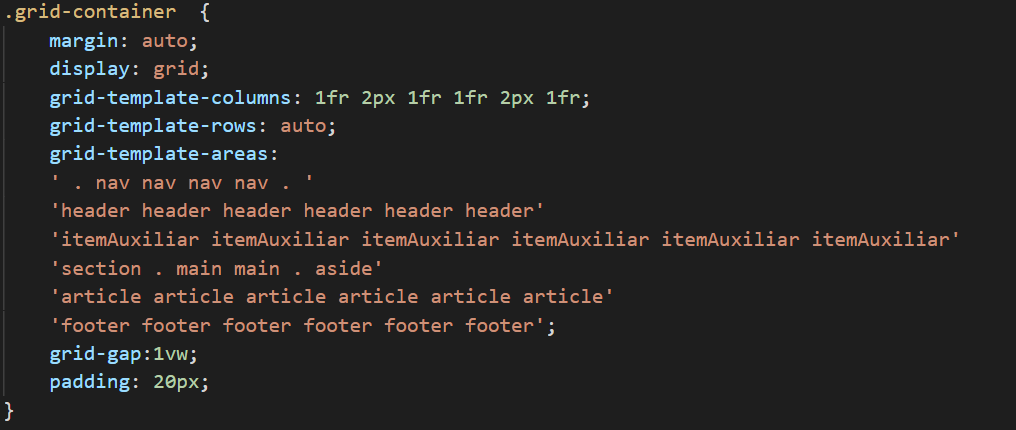 .grid-container  {
    margin: auto;
    display: grid;
    grid-template-columns: 1fr 2px 1fr 1fr 2px 1fr;
    grid-template-rows: auto;
    grid-template-areas:
    ' . nav nav nav nav . '
    'header header header header header header'
    'itemAuxiliar itemAuxiliar itemAuxiliar itemAuxiliar itemAuxiliar itemAuxiliar'
    'section . main main . aside'
    'article article article article article article'
    'footer footer footer footer footer footer';
    grid-gap:1vw;
    padding: 20px;
}